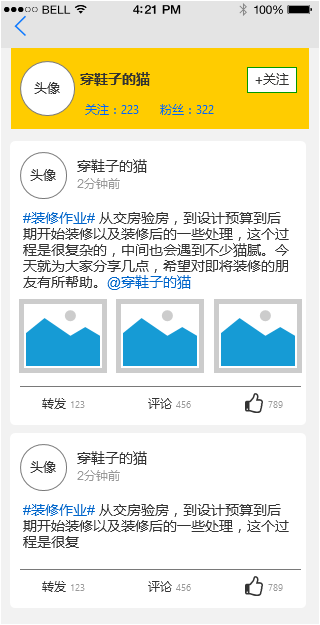 BELL 4:21 PM 100%
头像 穿鞋子的猫 +关注
关注：223 粉丝：322
头像 穿鞋子的猫
2分钟前
#装修作业# 从交房验房，到设计预算到后
期开始装修以及装修后的一些处理，这个过
程是很复杂的，中间也会遇到不少猫腻。今
天就为大家分享几点，希望对即将装修的朋
友有所帮助。@穿鞋子的猫
转发 123 评论 456 789
头像 穿鞋子的猫
2分钟前
#装修作业# 从交房验房，到设计预算到后
期开始装修以及装修后的一些处理，这个过
程是很复
转发 123 评论 456 789